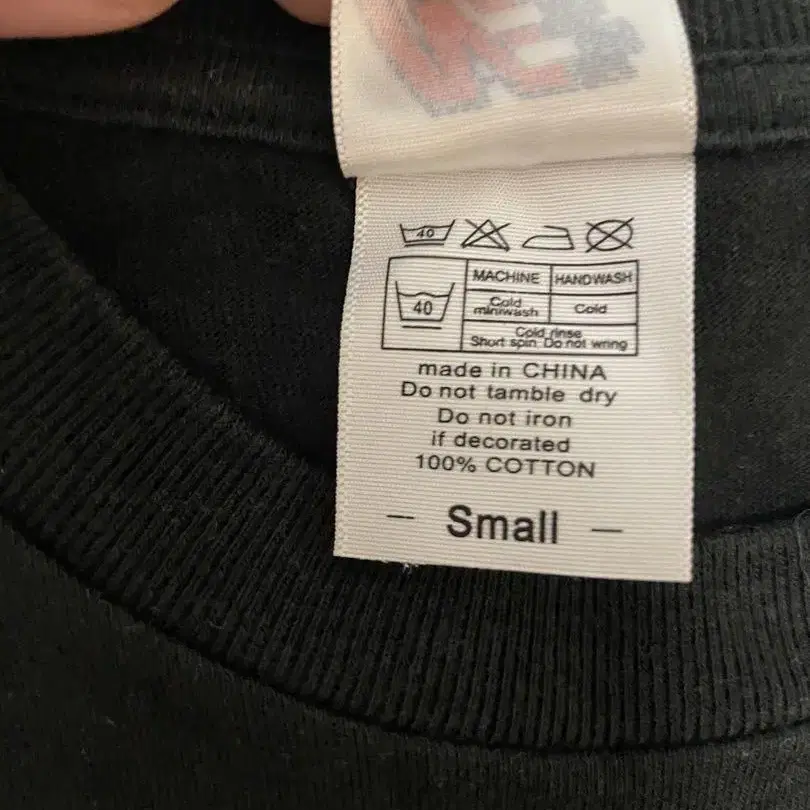 40
MACHINE HANDWASH
40
Cold miniwash
Cold
Cold rinse
Short spin Do not wring
made in CHINA
Do not tamble dry
Do not iron
if decorated
100% COTTON
— Small —